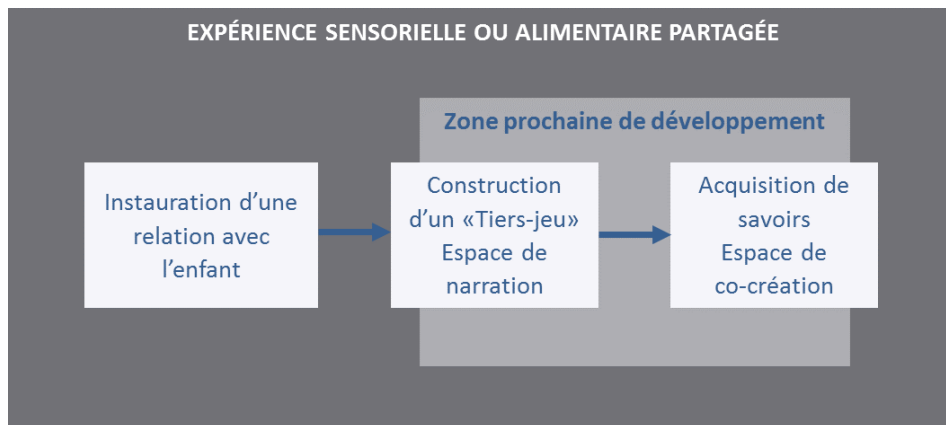 EXPÉRIENCE SENSORIELLE OU ALIMENTAIRE PARTAGÉE
Zone prochaine de développement
Instauration d’une
relation avec
l’enfant
Construction
d’un «Tiers-jeu»
Espace de
narration
Acquisition de
savoirs
Espace de
co-création